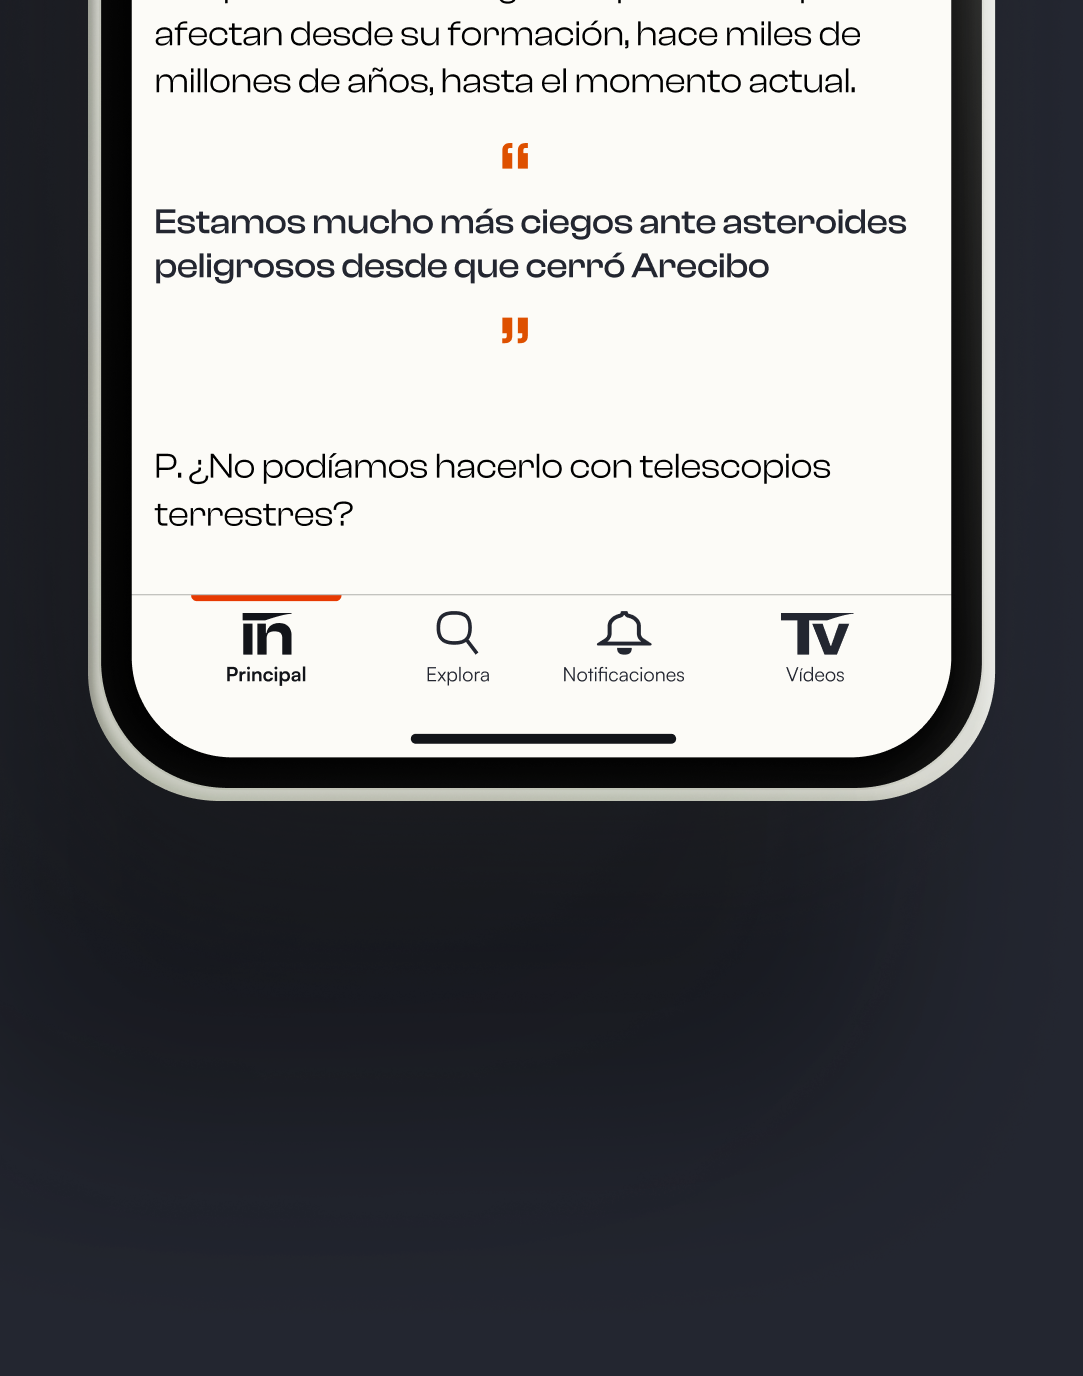 afectan desde su formación, hace miles de
millones de años, hasta el momento actual.
“
Estamos mucho más ciegos ante asteroides
peligrosos desde que cerró Arecibo
”
P. ¿No podíamos hacerlo con telescopios
terrestres?
in Tv
Principal Explora Notificaciones Vídeos